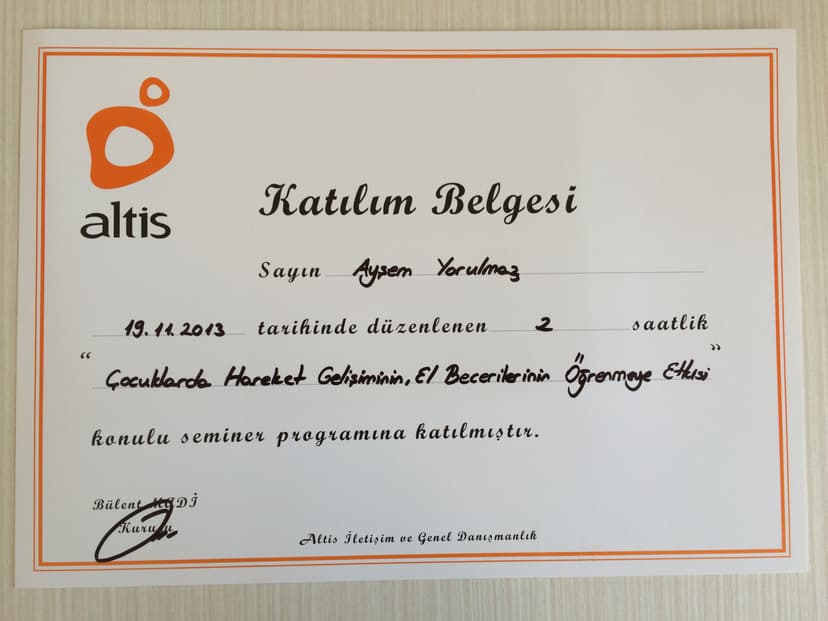 altis
Katılım Belgesi
Sayın Ayşem Yorulmaz
19.11.2013 tarihinde düzenlenen 2 saatlik
“ Çocuklarda Hareket Gelişiminin, El Becerilerinin Öğrenmeye Etkisi ”
konulu seminer programına katılmıştır.
Bülent
Kurucu
Altis İletişim ve Genel Danışmanlık